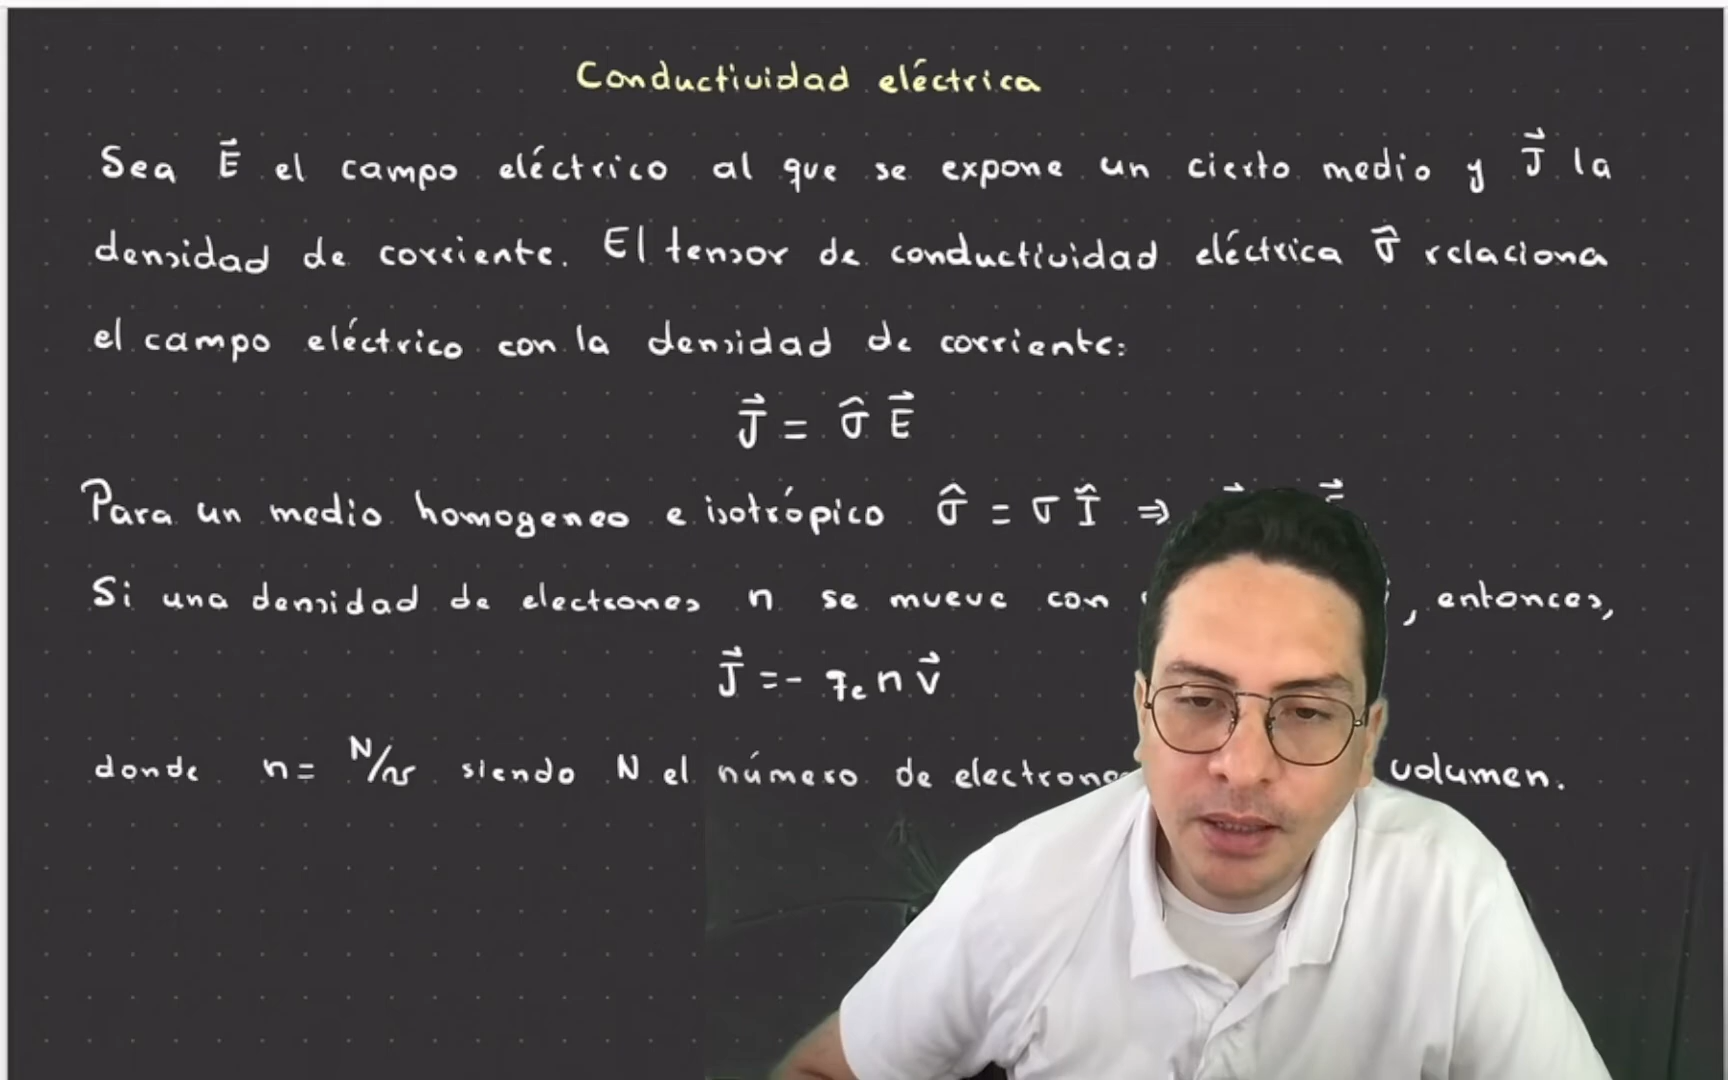 Conductividad eléctrica
Sea E⃗ el campo eléctrico al que se expone un cierto medio y J⃗ la
densidad de corriente. El tensor de conductividad eléctrica σ̂ relaciona
el campo eléctrico con la densidad de corriente:
J⃗ = σ̂ E⃗
Para un medio homogeneo e isotrópico σ̂ = σ Î ⇒
Si una densidad de electrones n se mueve con , entonces,
J⃗ = - qe n v⃗
donde n = N/v siendo N el número de volumen.